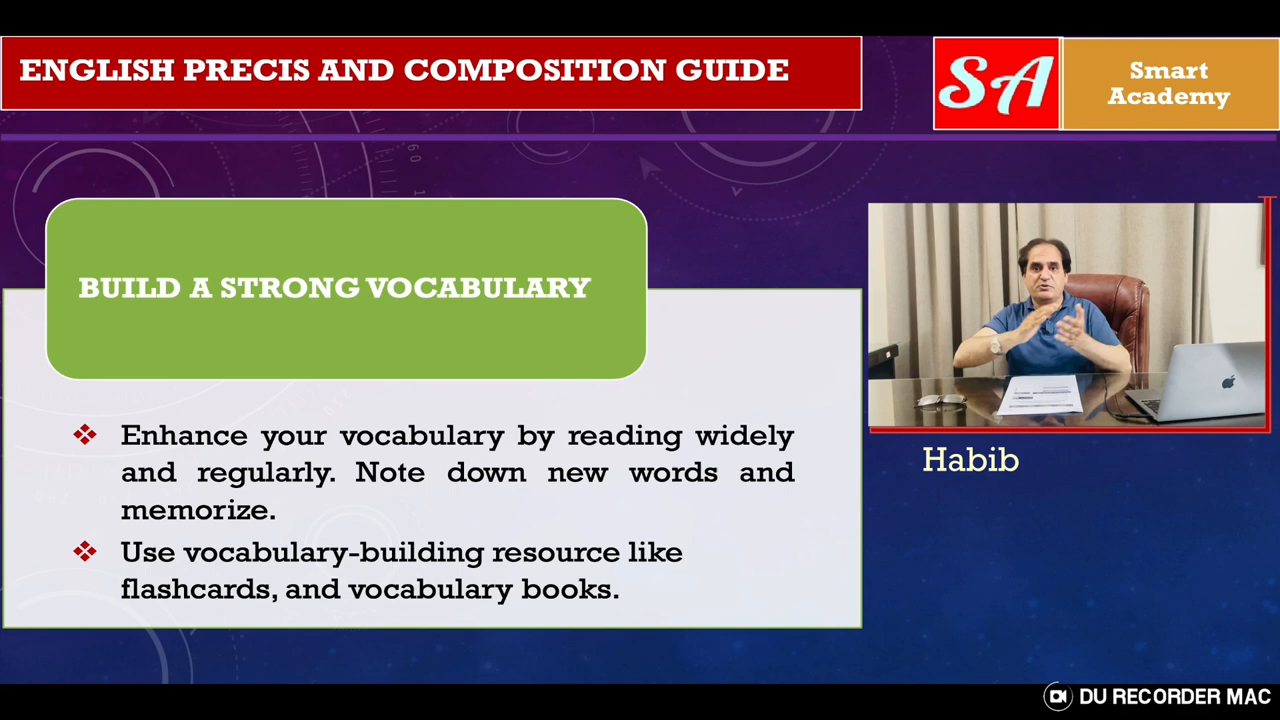 ENGLISH PRECIS AND COMPOSITION GUIDE
SA
Smart
Academy
BUILD A STRONG VOCABULARY
Enhance your vocabulary by reading widely
and regularly. Note down new words and
memorize.
Use vocabulary-building resource like
flashcards, and vocabulary books.
Habib
DU RECORDER MAC